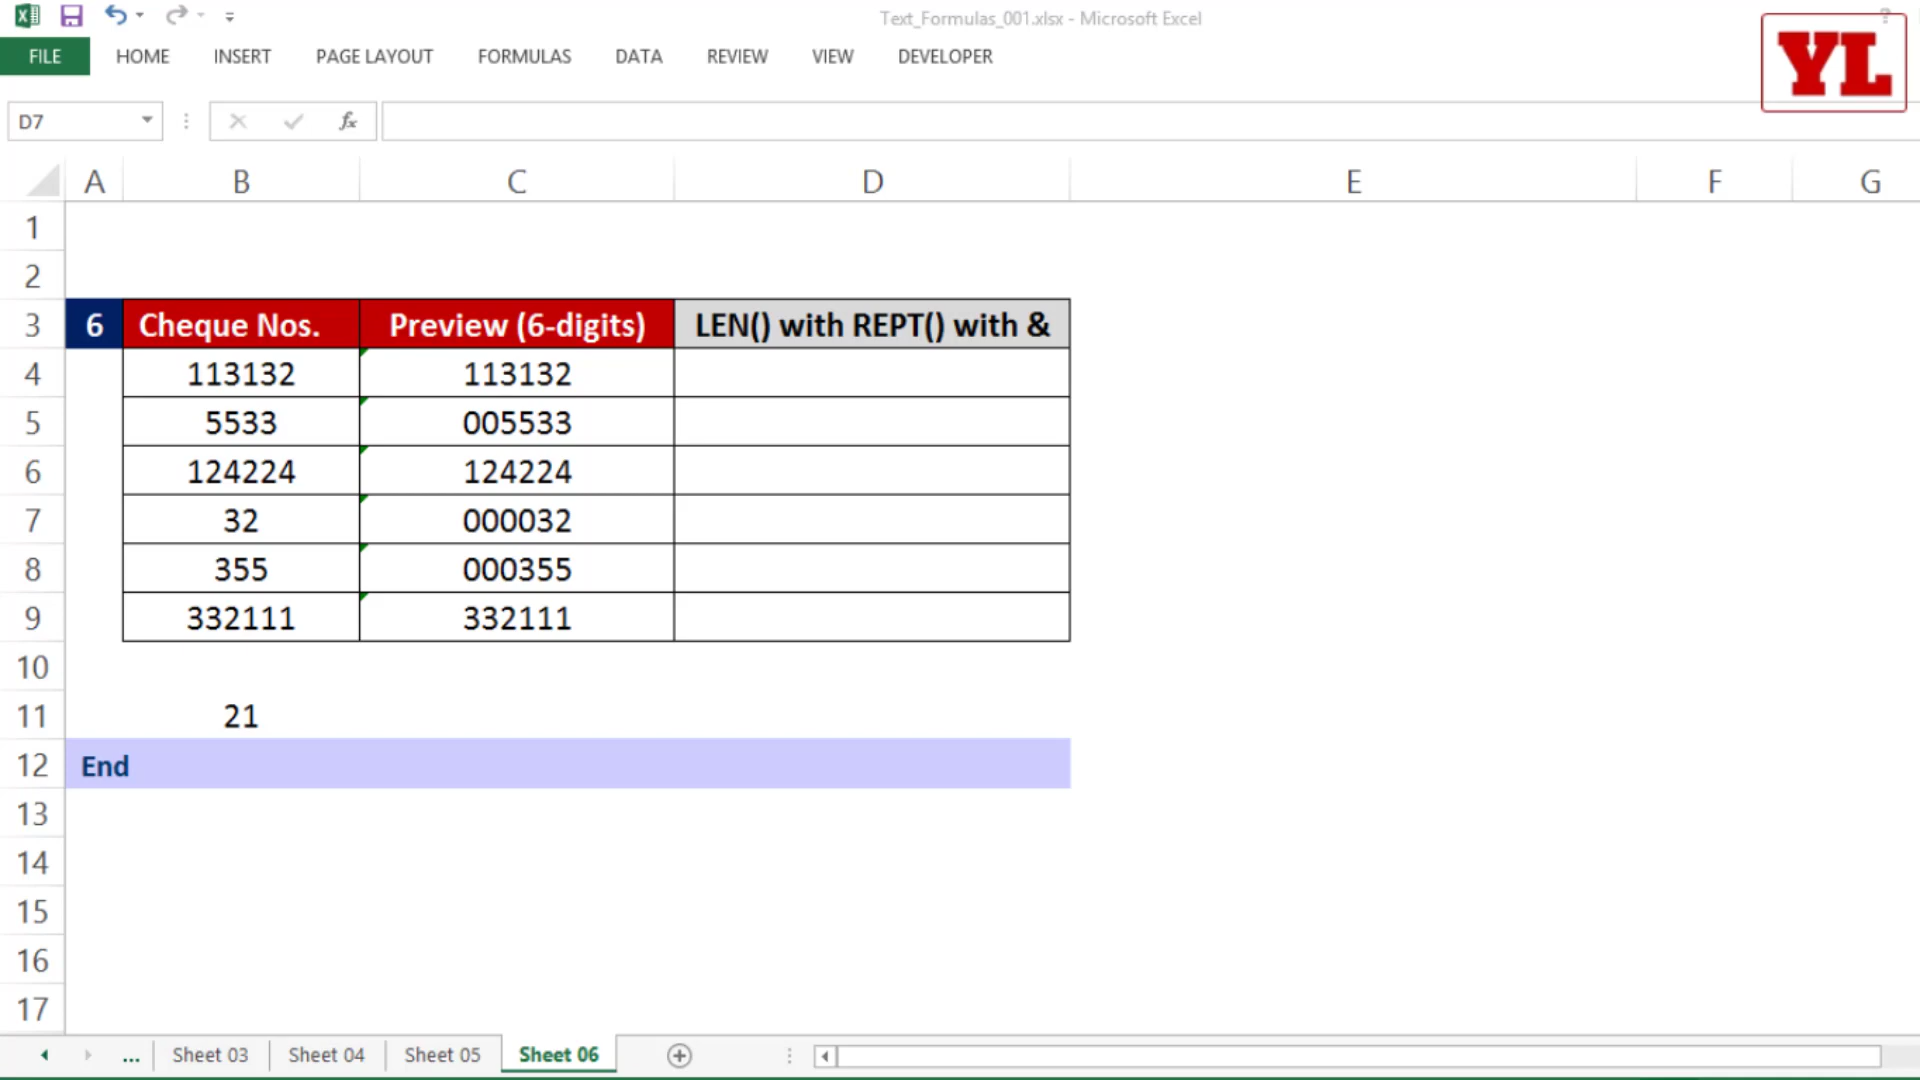 Text_Formulas_001.xlsx - Microsoft Excel
?
FILE HOME INSERT PAGE LAYOUT FORMULAS DATA REVIEW VIEW DEVELOPER
YL
D7 fx
A B C D E F G
1
2
3 6 Cheque Nos. Preview (6-digits) LEN() with REPT() with &
4 113132 113132
5 5533 005533
6 124224 124224
7 32 000032
8 355 000355
9 332111 332111
10
11 21
12 End
13
14
15
16
17
... Sheet 03 Sheet 04 Sheet 05 Sheet 06